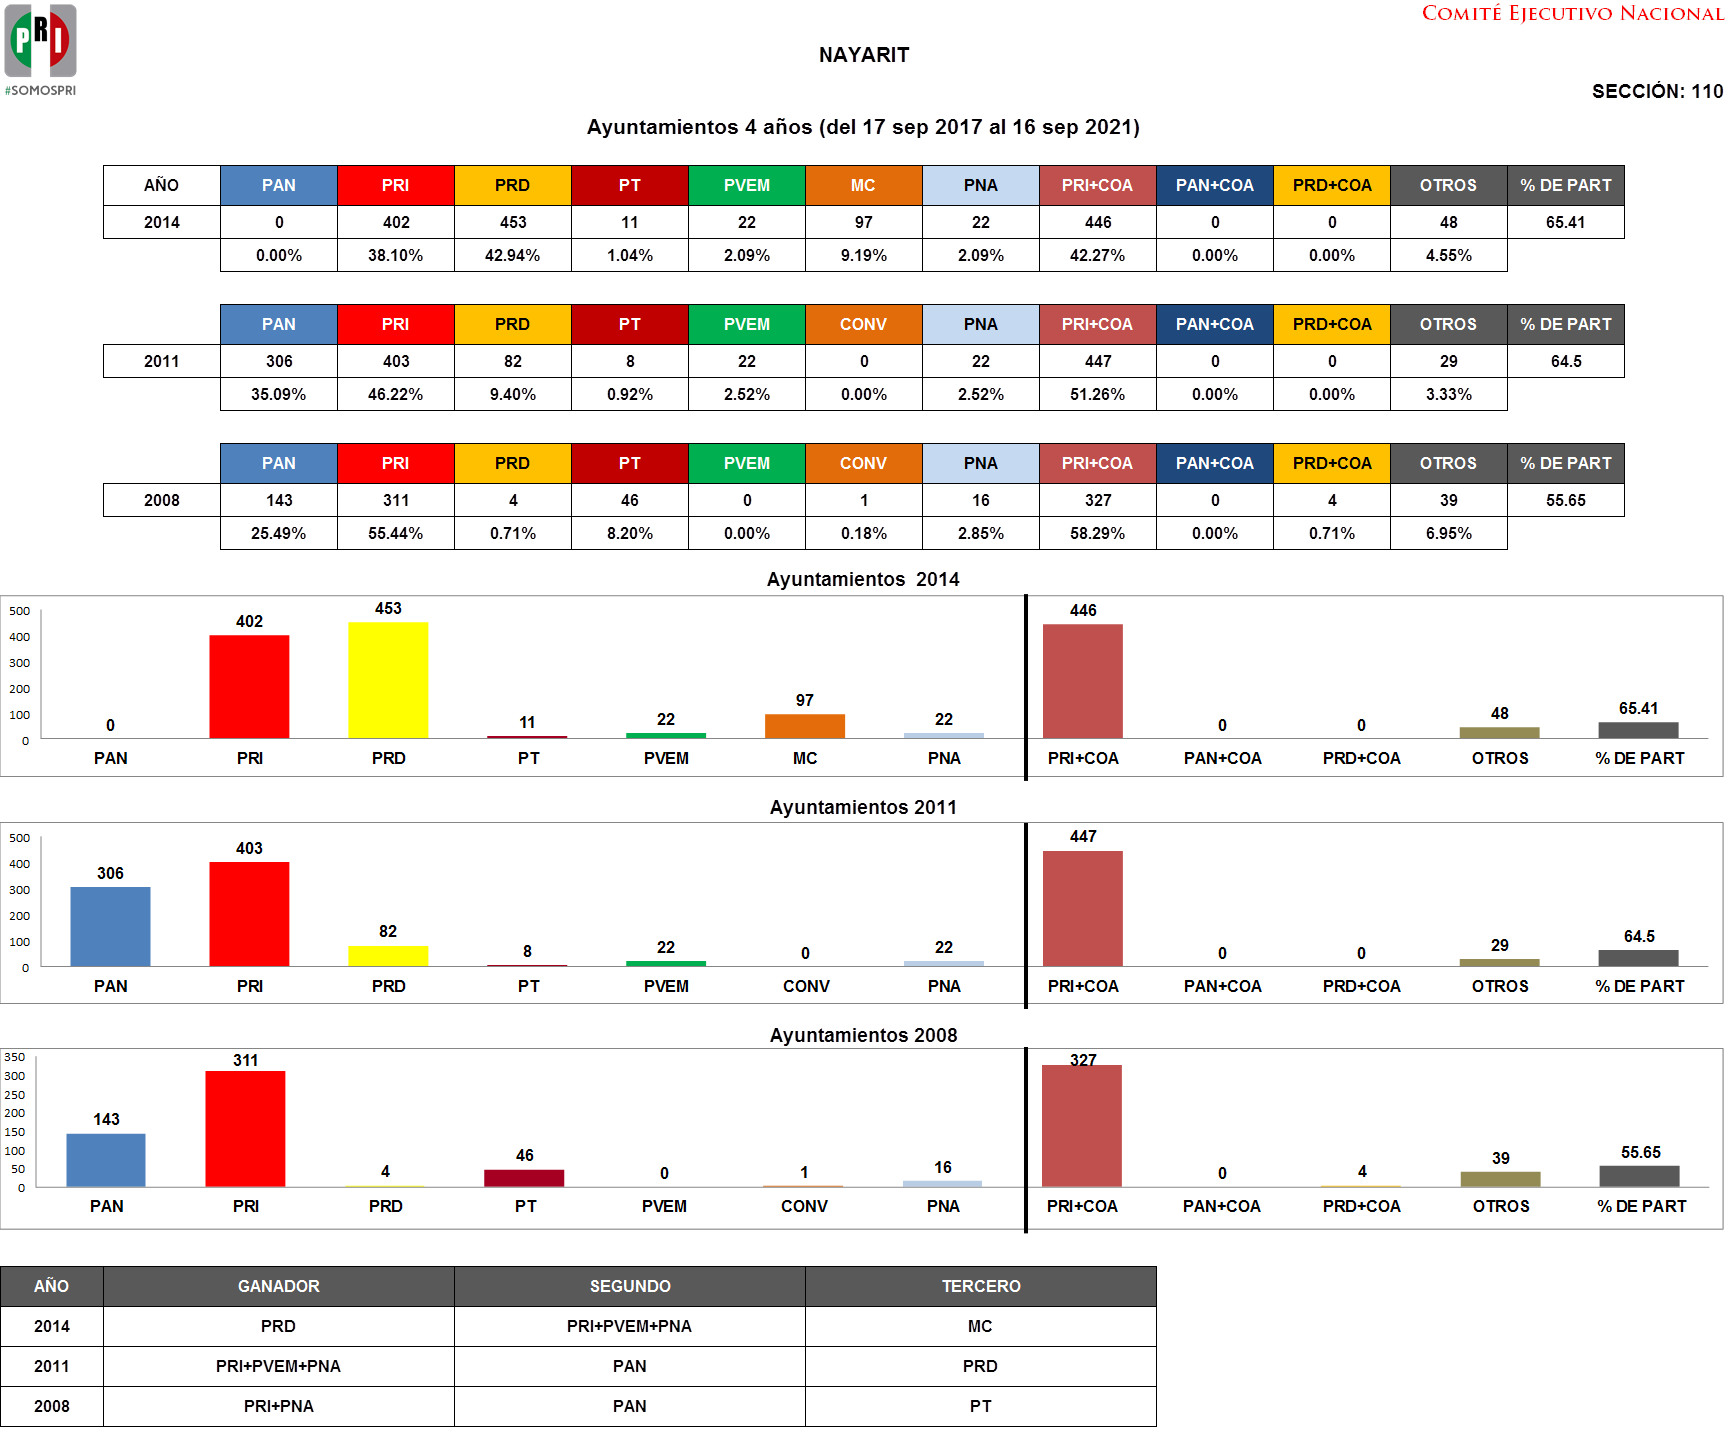 PRI
#SOMOSPRI
COMITÉ EJECUTIVO NACIONAL
NAYARIT
SECCIÓN: 110
Ayuntamientos 4 años (del 17 sep 2017 al 16 sep 2021)
AÑO PAN PRI PRD PT PVEM MC PNA PRI+COA PAN+COA PRD+COA OTROS % DE PART
2014 0 402 453 11 22 97 22 446 0 0 48 65.41
0.00% 38.10% 42.94% 1.04% 2.09% 9.19% 2.09% 42.27% 0.00% 0.00% 4.55%
PAN PRI PRD PT PVEM CONV PNA PRI+COA PAN+COA PRD+COA OTROS % DE PART
2011 306 403 82 8 22 0 22 447 0 0 29 64.5
35.09% 46.22% 9.40% 0.92% 2.52% 0.00% 2.52% 51.26% 0.00% 0.00% 3.33%
PAN PRI PRD PT PVEM CONV PNA PRI+COA PAN+COA PRD+COA OTROS % DE PART
2008 143 311 4 46 0 1 16 327 0 4 39 55.65
25.49% 55.44% 0.71% 8.20% 0.00% 0.18% 2.85% 58.29% 0.00% 0.71% 6.95%
Ayuntamientos 2014
500
400
300
200
100
0
0 402 453 11 22 97 22 446 0 0 48 65.41
PAN PRI PRD PT PVEM MC PNA PRI+COA PAN+COA PRD+COA OTROS % DE PART
Ayuntamientos 2011
500
400
300
200
100
0
306 403 82 8 22 0 22 447 0 0 29 64.5
PAN PRI PRD PT PVEM CONV PNA PRI+COA PAN+COA PRD+COA OTROS % DE PART
Ayuntamientos 2008
350
300
250
200
150
100
50
0
143 311 4 46 0 1 16 327 0 4 39 55.65
PAN PRI PRD PT PVEM CONV PNA PRI+COA PAN+COA PRD+COA OTROS % DE PART
AÑO GANADOR SEGUNDO TERCERO
2014 PRD PRI+PVEM+PNA MC
2011 PRI+PVEM+PNA PAN PRD
2008 PRI+PNA PAN PT